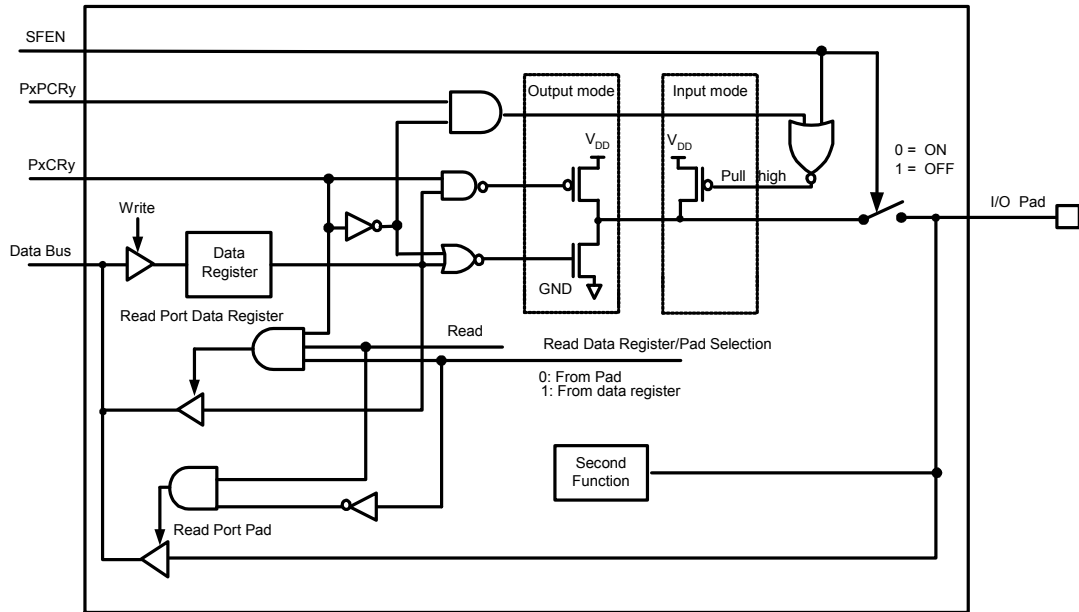 SFEN
PxPCRy
PxCRy
Write
Data Bus
Data
Register
Read Port Data Register
Output mode
Input mode
VDD
VDD
Pull high
0 = ON
1 = OFF
I/O Pad
GND
Read
Read Data Register/Pad Selection
0: From Pad
1: From data register
Second
Function
Read Port Pad